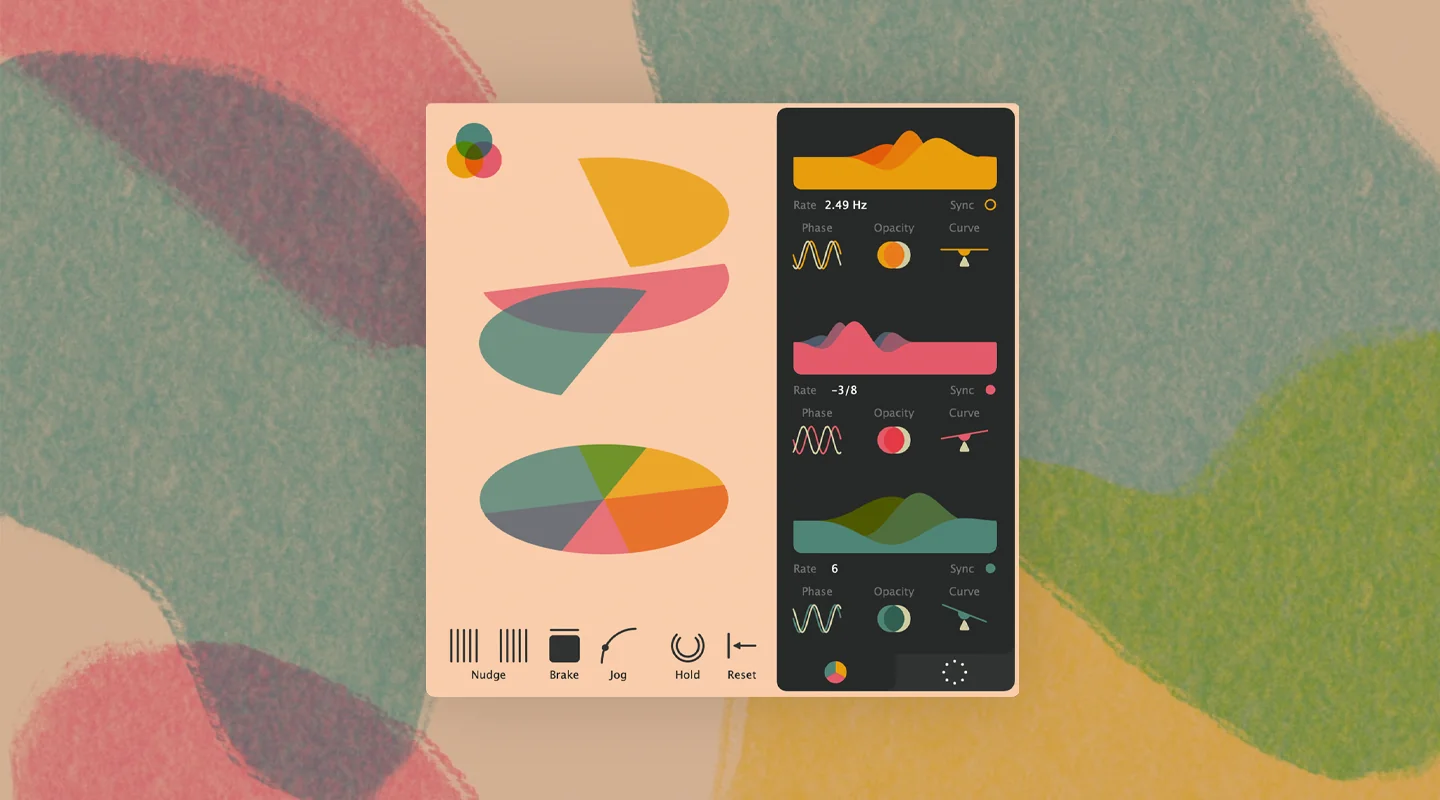 Rate 2.49 Hz Sync
Phase Opacity Curve
Rate -3/8 Sync
Phase Opacity Curve
Rate 6 Sync
Phase Opacity Curve
Nudge Brake Jog Hold Reset